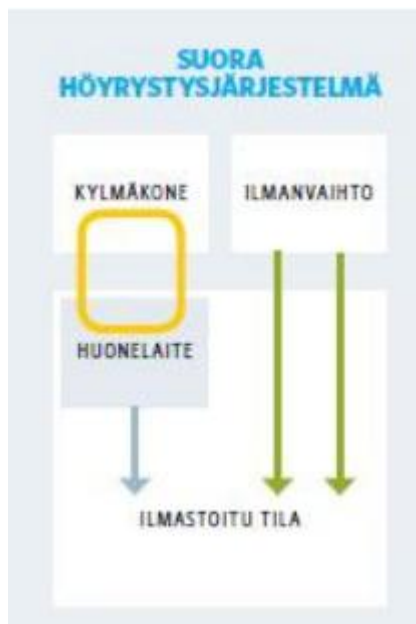 SUORA
HÖYRYSTYSJÄRJESTELMÄ
KYLMÄKONE
ILMANVAIHTO
HUONELAITE
ILMASTOITU TILA